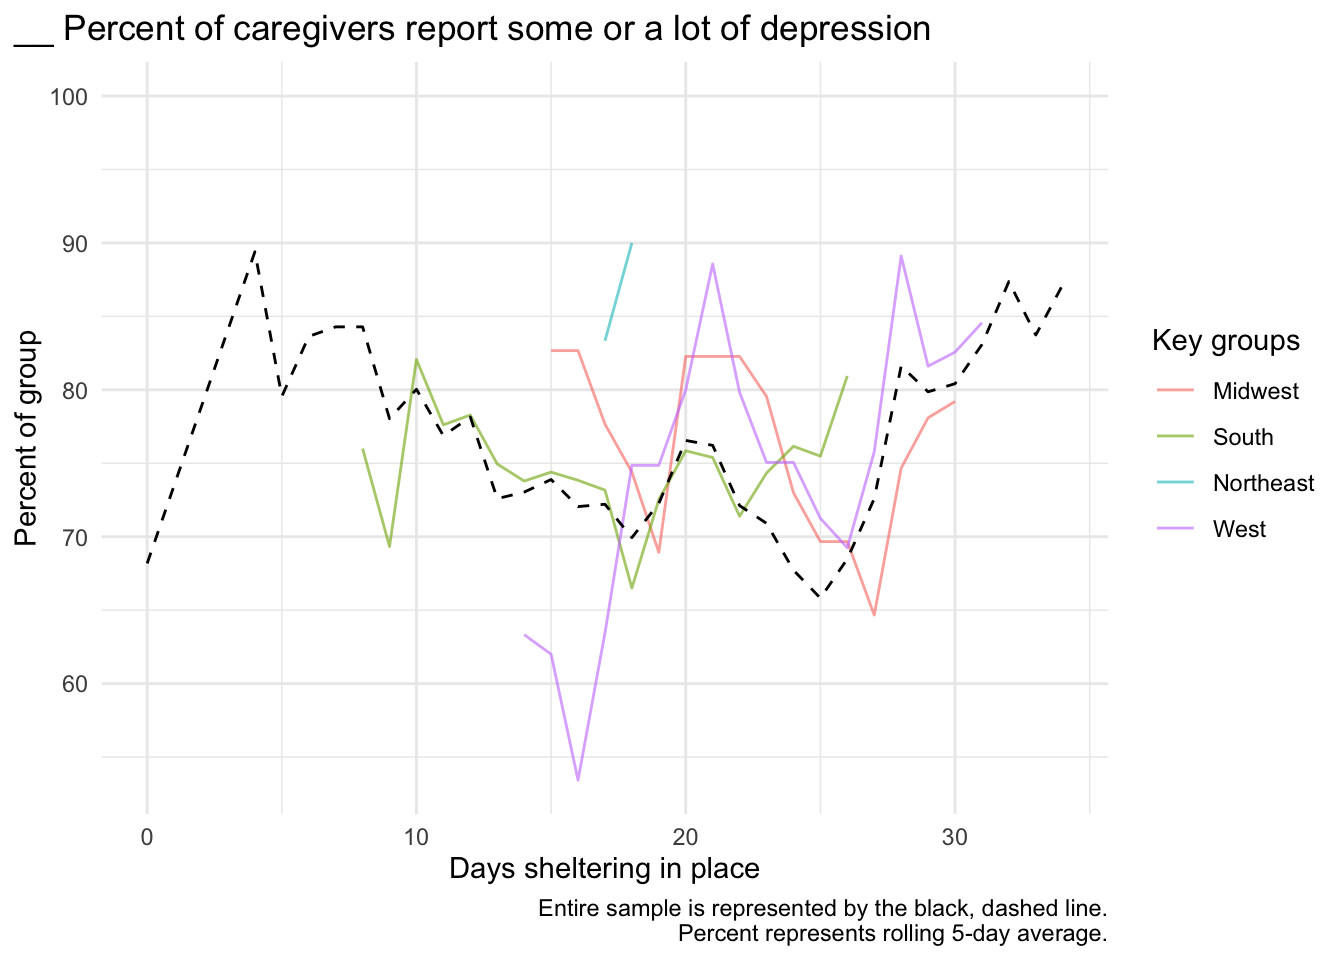 __ Percent of caregivers report some or a lot of depression
100
90
80
70
60
Percent of group
0 10 20 30
Days sheltering in place
Key groups
Midwest
South
Northeast
West
Entire sample is represented by the black, dashed line.
Percent represents rolling 5-day average.